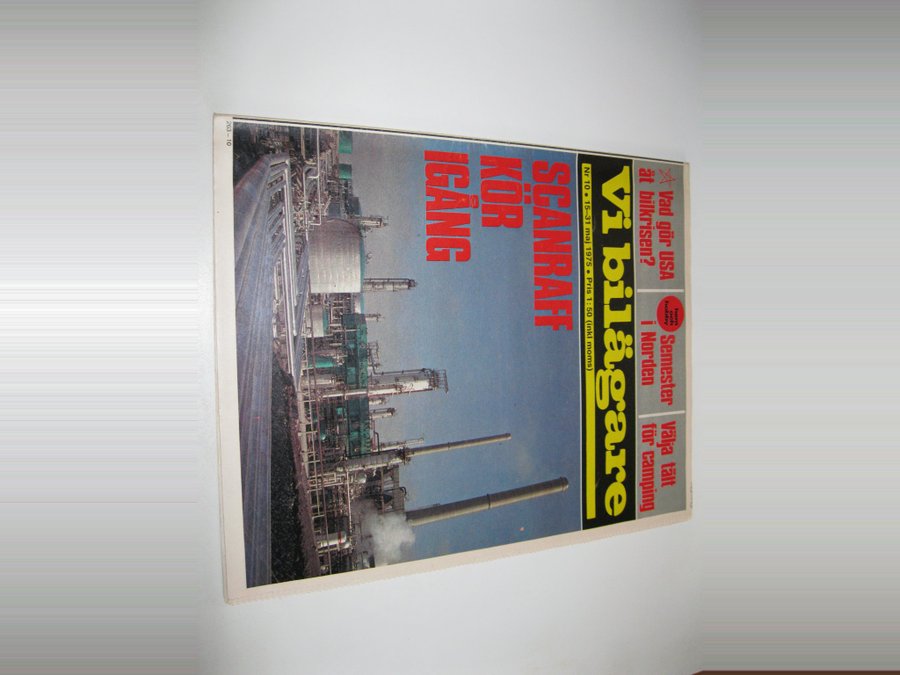 Vad gör USA
åt bilkrisen?
Semester
i Norden
Välja tält
för camping
Vi bilägare
Nr 10 • 15–31 maj 1975 • Pris 1:50 (inkl moms)
SCANRAFF
KÖR
IGÅNG